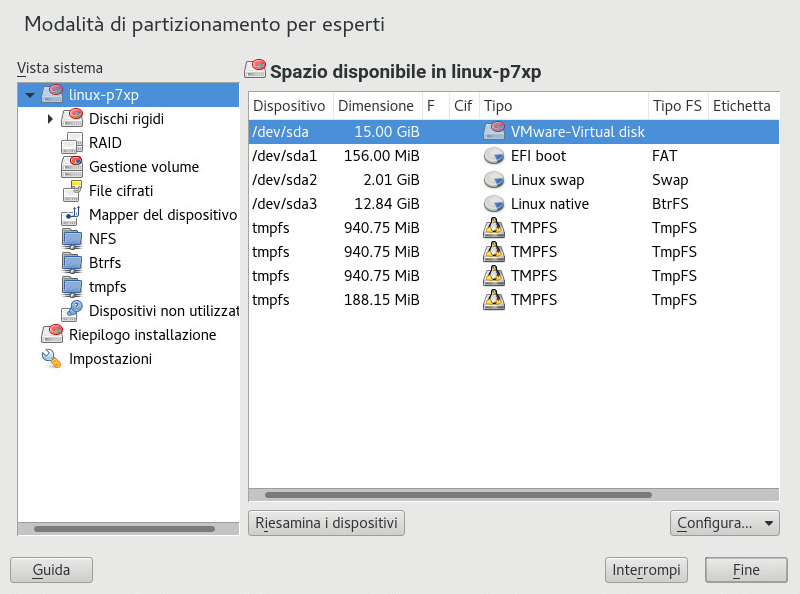 Modalità di partizionamento per esperti
Vista sistema
linux-p7xp
Dischi rigidi
RAID
Gestione volume
File cifrati
Mapper del dispositivo
NFS
Btrfs
tmpfs
Dispositivi non utilizzat
Riepilogo installazione
Impostazioni
Spazio disponibile in linux-p7xp
Dispositivo Dimensione F Cif Tipo Tipo FS Etichetta
/dev/sda 15.00 GiB VMware-Virtual disk
/dev/sda1 156.00 MiB EFI boot FAT
/dev/sda2 2.01 GiB Linux swap Swap
/dev/sda3 12.84 GiB Linux native BtrFS
tmpfs 940.75 MiB TMPFS TmpFS
tmpfs 940.75 MiB TMPFS TmpFS
tmpfs 940.75 MiB TMPFS TmpFS
tmpfs 188.15 MiB TMPFS TmpFS
Riesamina i dispositivi Configura...
Guida Interrompi Fine